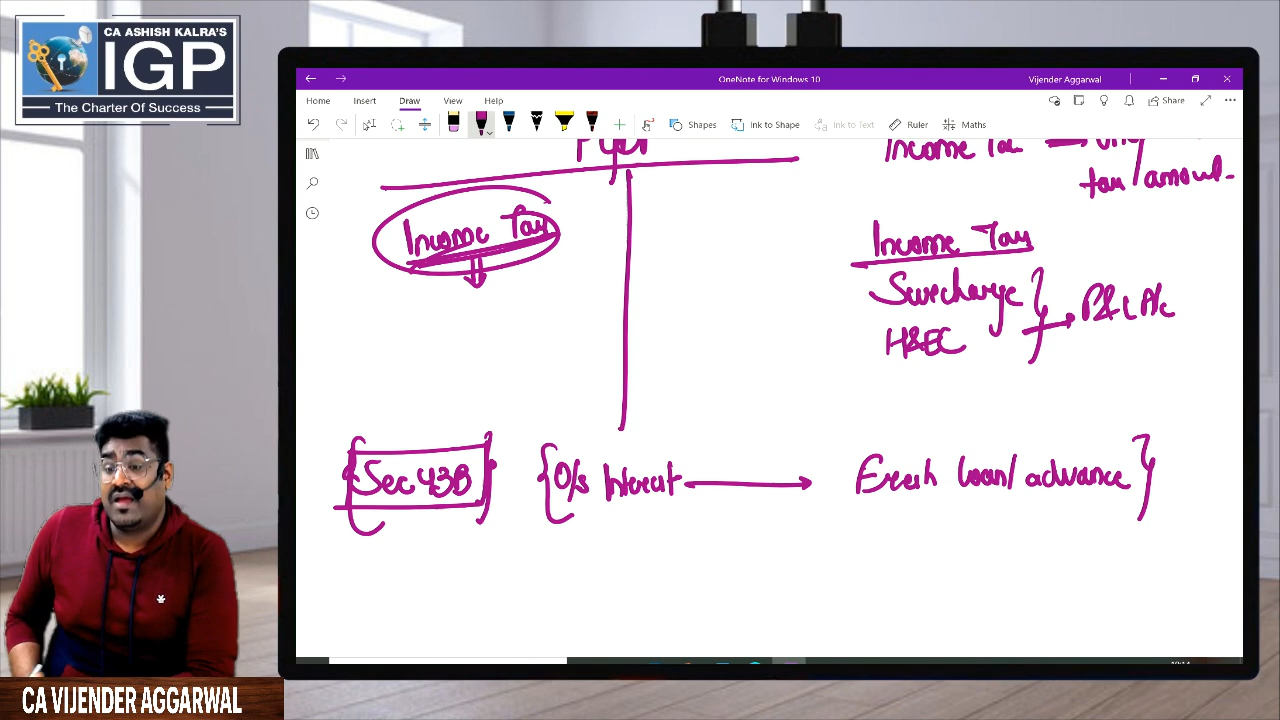 CA ASHISH KALRA'S
IGP
The Charter Of Success
OneNote for Windows 10
Vijender Aggarwal
Home Insert Draw View Help
Share
Shapes Ink to Shape Ink to Text Ruler Maths
Income Tax
tax amount.
Income Tax
Income Tax
Surcharge
H&EC
P&L A/c
Sec 43B
O/s Interest
Fresh loan/advance
CA VIJENDER AGGARWAL